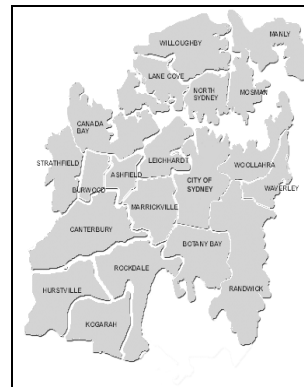 MANLY
WILLOUGHBY
LANE COVE
NORTH
SYDNEY
MOSMAN
CANADA
BAY
STRATHFIELD
LEICHHARDT
WOOLLAHRA
ASHFIELD
CITY OF
SYDNEY
BURWOOD
WAVERLEY
MARRICKVILLE
CANTERBURY
BOTANY BAY
ROCKDALE
HURSTVILLE
RANDWICK
KOGARAH